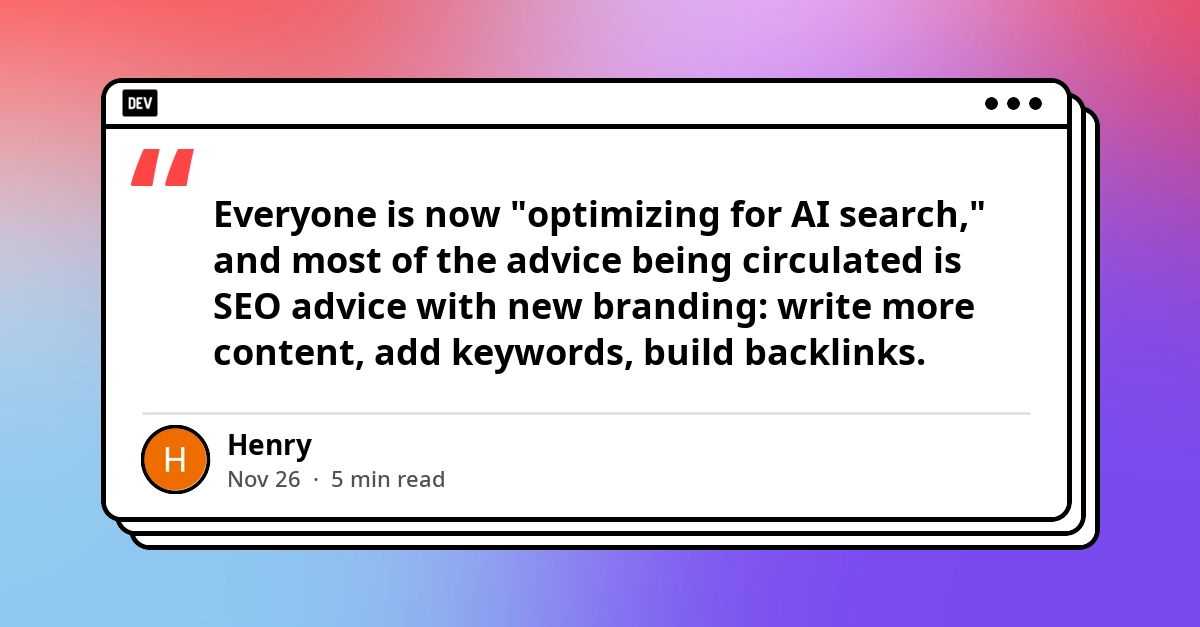 DEV
“
Everyone is now "optimizing for AI search,"
and most of the advice being circulated is
SEO advice with new branding: write more
content, add keywords, build backlinks.
H
Henry
Nov 26 · 5 min read